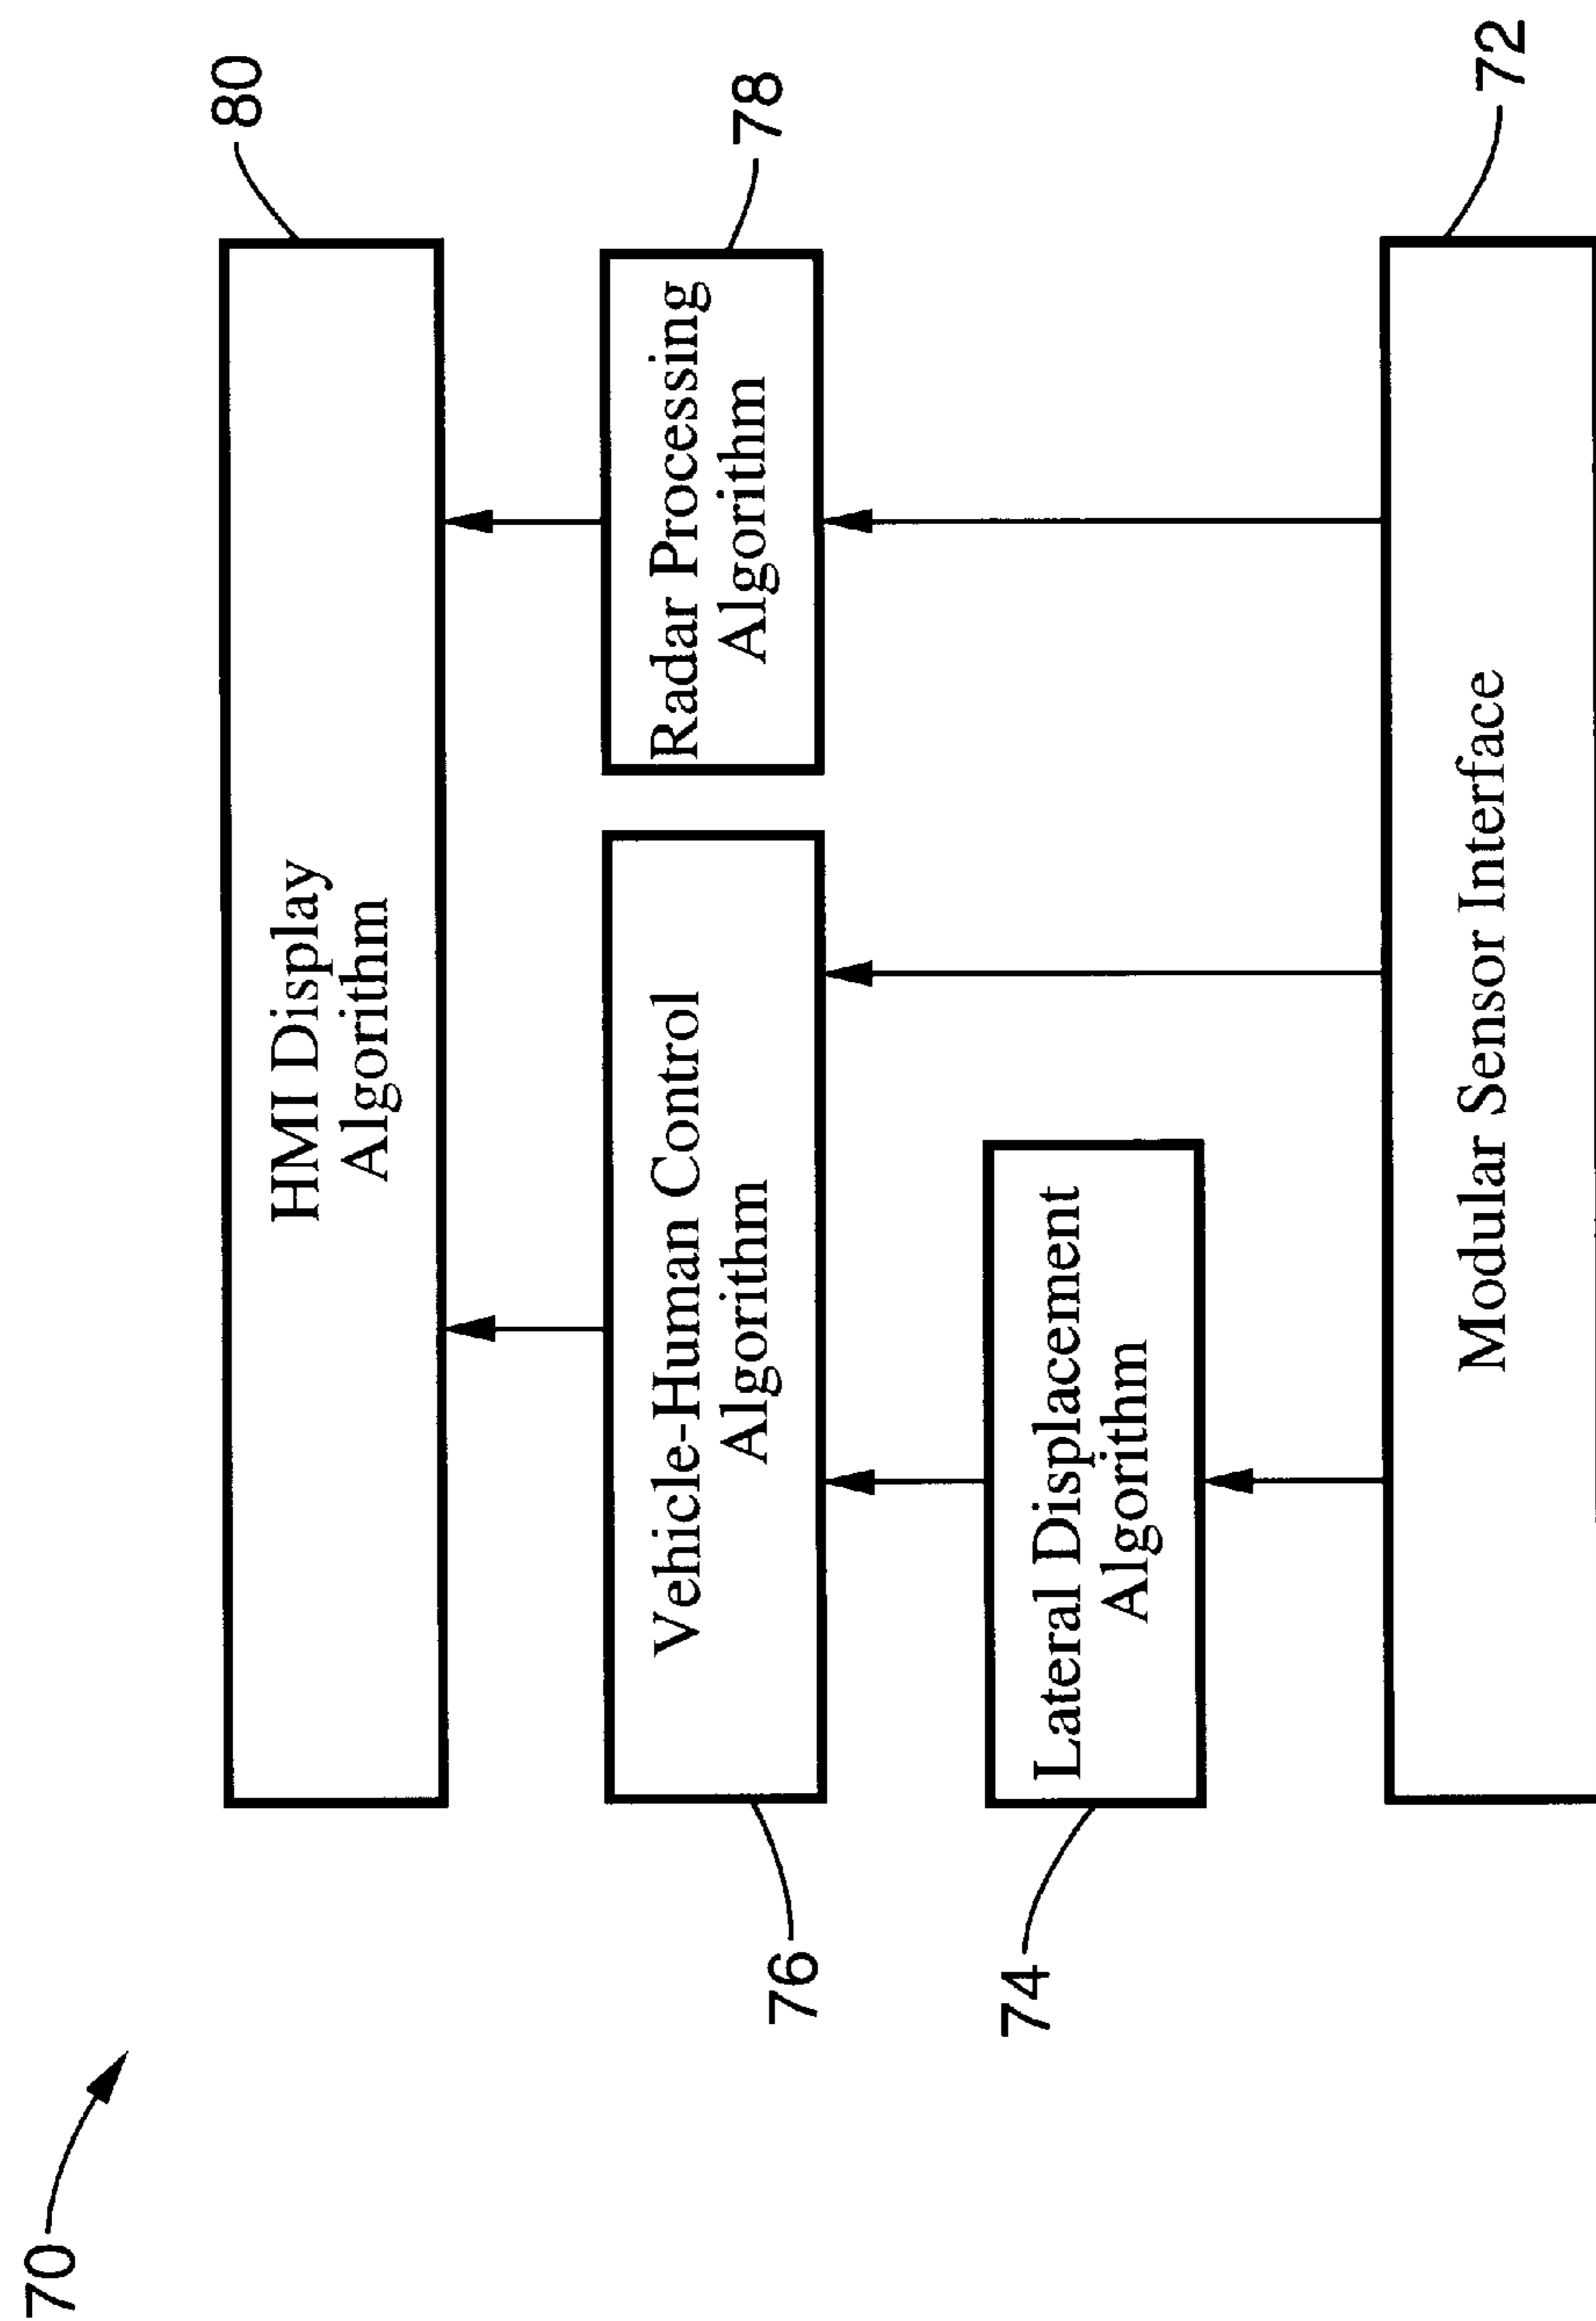 70
80
HMI Display
Algorithm
76
Vehicle-Human Control
Algorithm
Radar Processing
Algorithm
78
74
Lateral Displacement
Algorithm
Modular Sensor Interface
72